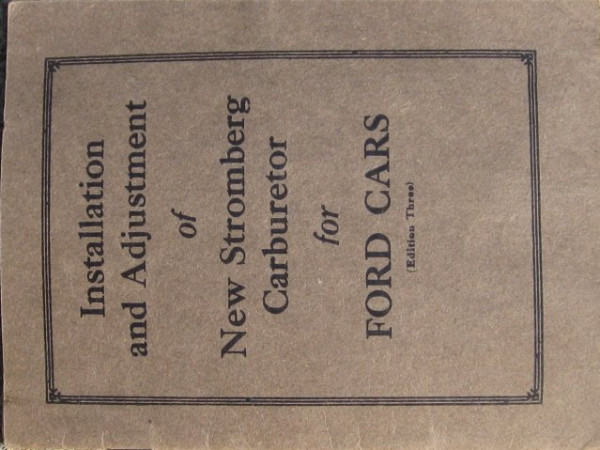 Installation
and Adjustment
of
New Stromberg
Carburetor
for
FORD CARS
(Edition Three)